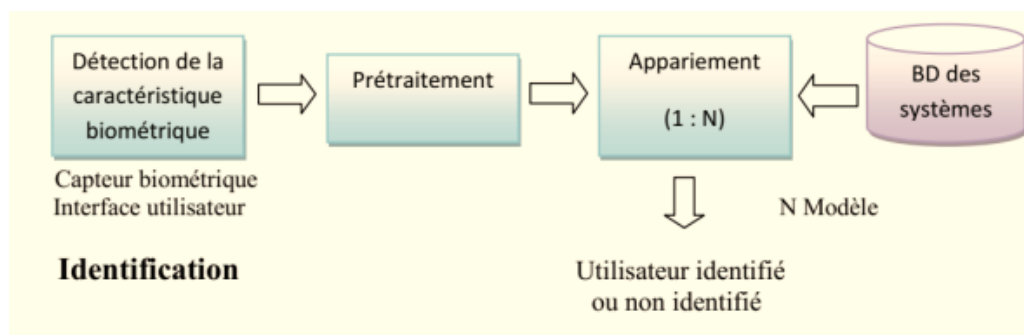 Détection de la
caractéristique
biométrique
Prétraitement
Appariement
(1 : N)
BD des
systèmes
Capteur biométrique
Interface utilisateur
N Modèle
Identification
Utilisateur identifié
ou non identifié